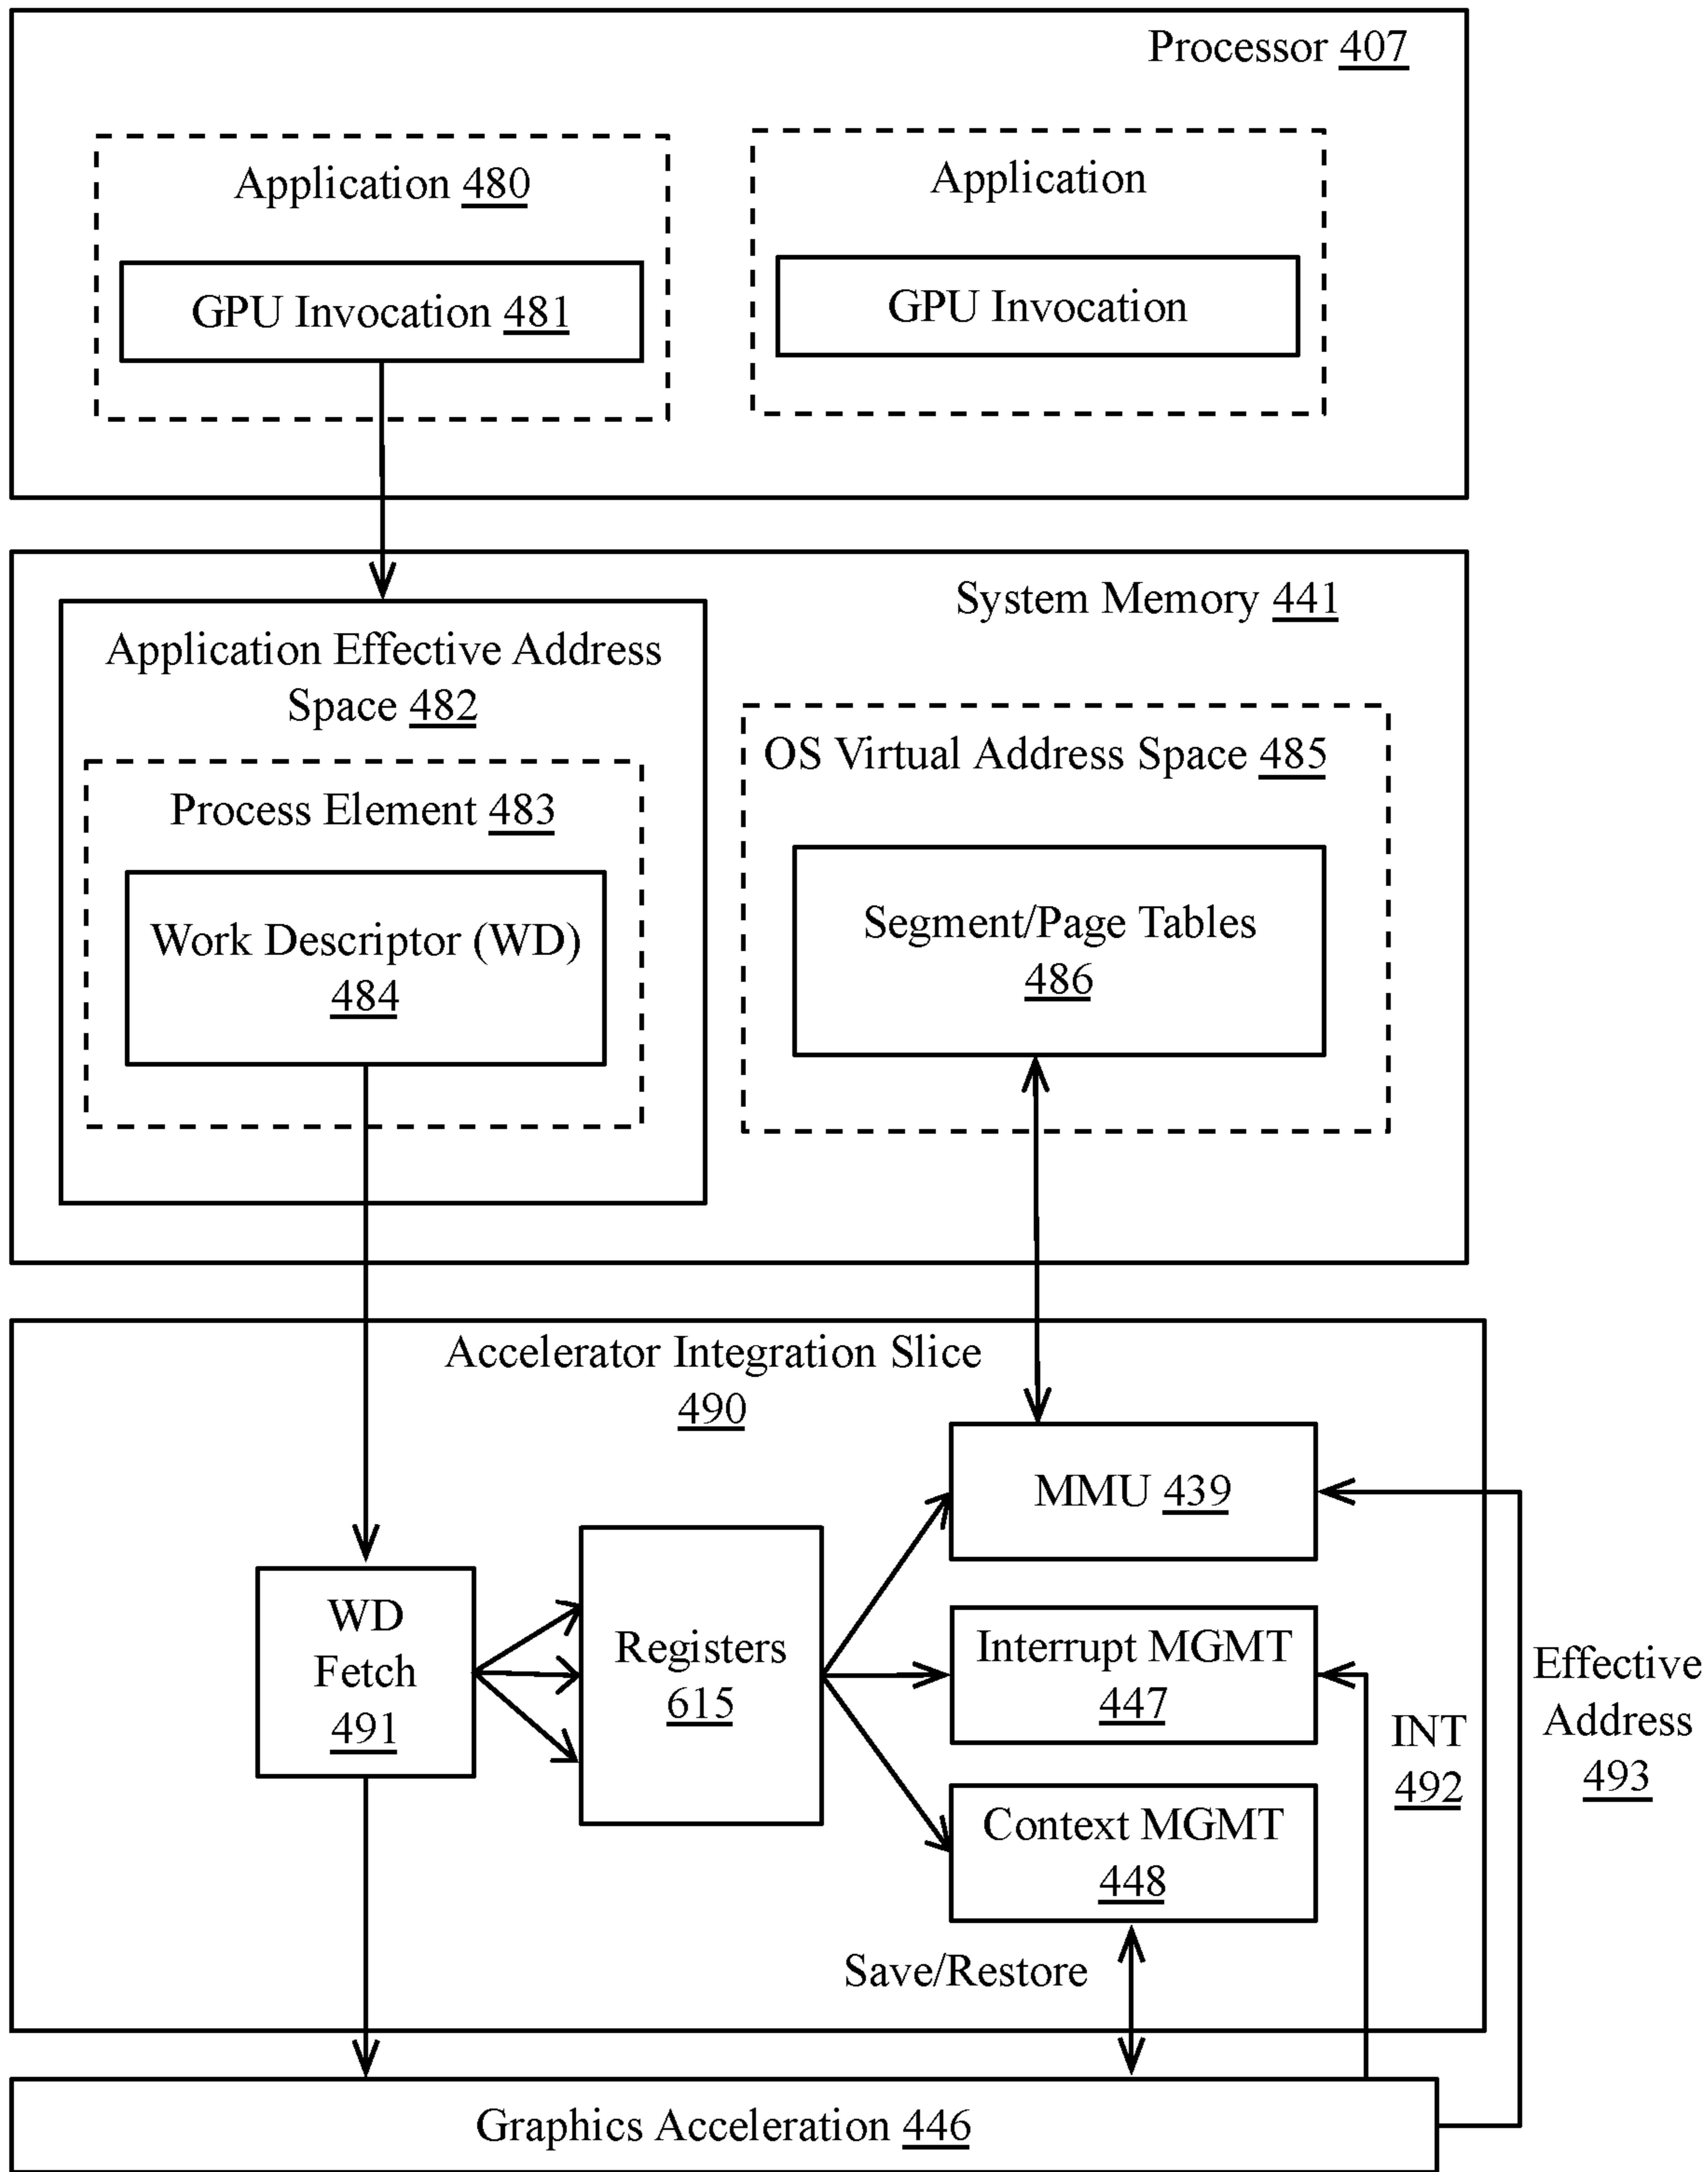 Processor 407
Application 480
GPU Invocation 481
Application
GPU Invocation
System Memory 441
Application Effective Address
Space 482
Process Element 483
Work Descriptor (WD)
484
OS Virtual Address Space 485
Segment/Page Tables
486
Accelerator Integration Slice
490
MMU 439
WD
Fetch
491
Registers
615
Interrupt MGMT
447
Context MGMT
448
Save/Restore
INT
492
Effective
Address
493
Graphics Acceleration 446